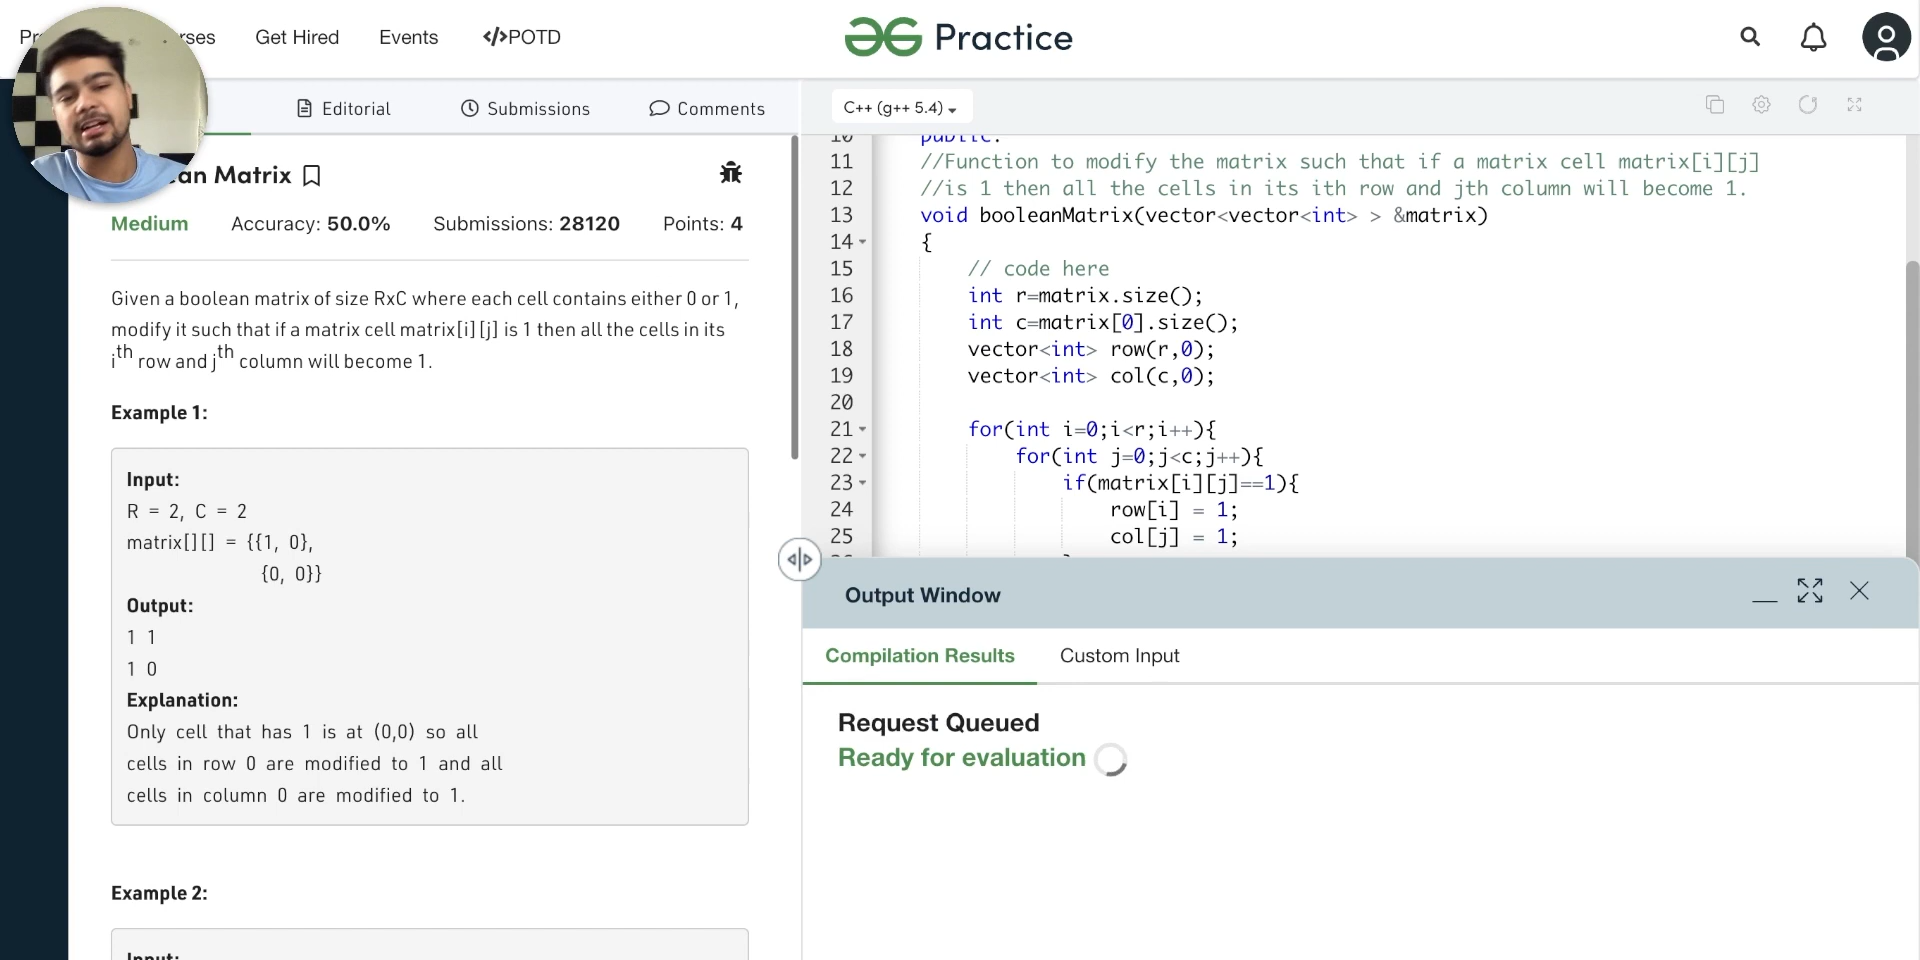 Get Hired
Events
</>POTD
Practice
Editorial
Submissions
Comments
C++ (g++ 5.4)
an Matrix
Medium
Accuracy: 50.0%
Submissions: 28120
Points: 4
Given a boolean matrix of size RxC where each cell contains either 0 or 1,
modify it such that if a matrix cell matrix[i][j] is 1 then all the cells in its
ith row and jth column will become 1.
Example 1:
Input:
R = 2, C = 2
matrix[][] = {{1, 0},
{0, 0}}
Output:
1 1
1 0
Explanation:
Only cell that has 1 is at (0,0) so all
cells in row 0 are modified to 1 and all
cells in column 0 are modified to 1.
Example 2:
Input:
10 public:
11 //Function to modify the matrix such that if a matrix cell matrix[i][j]
12 //is 1 then all the cells in its ith row and jth column will become 1.
13 void booleanMatrix(vector<vector<int> > &matrix)
14 {
15 // code here
16 int r=matrix.size();
17 int c=matrix[0].size();
18 vector<int> row(r,0);
19 vector<int> col(c,0);
20
21 for(int i=0;i<r;i++){
22 for(int j=0;j<c;j++){
23 if(matrix[i][j]==1){
24 row[i] = 1;
25 col[j] = 1;
Output Window
Compilation Results
Custom Input
Request Queued
Ready for evaluation